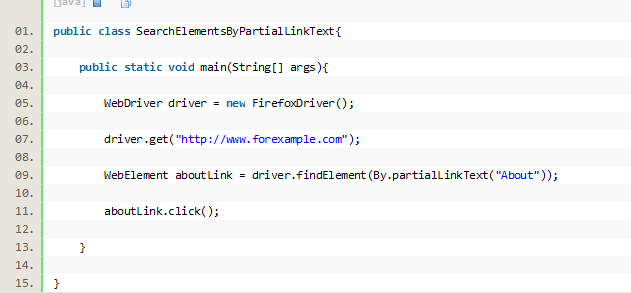 [java]
01. public class SearchElementsByPartialLinkText{
02.
03. public static void main(String[] args){
04.
05. WebDriver driver = new FirefoxDriver();
06.
07. driver.get("http://www.forexample.com");
08.
09. WebElement aboutLink = driver.findElement(By.partialLinkText("About"));
10.
11. aboutLink.click();
12.
13. }
14.
15. }